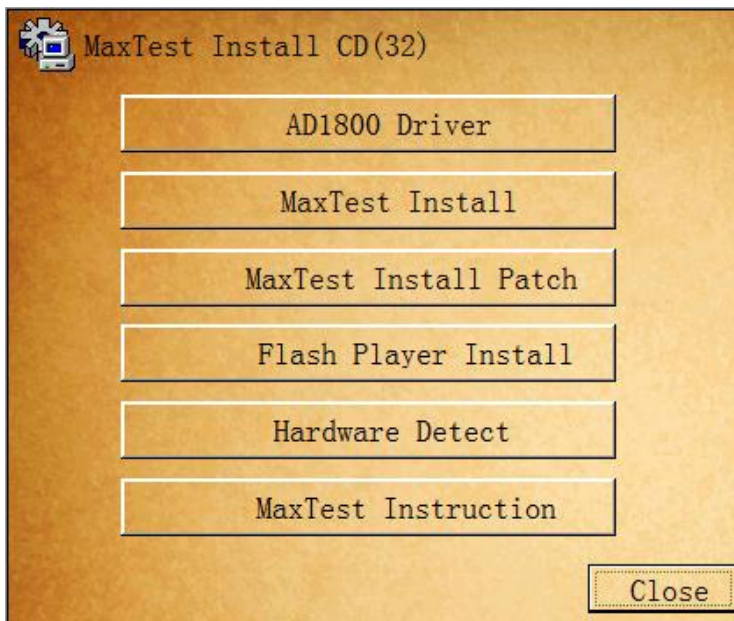 MaxTest Install CD(32)
AD1800 Driver
MaxTest Install
MaxTest Install Patch
Flash Player Install
Hardware Detect
MaxTest Instruction
Close